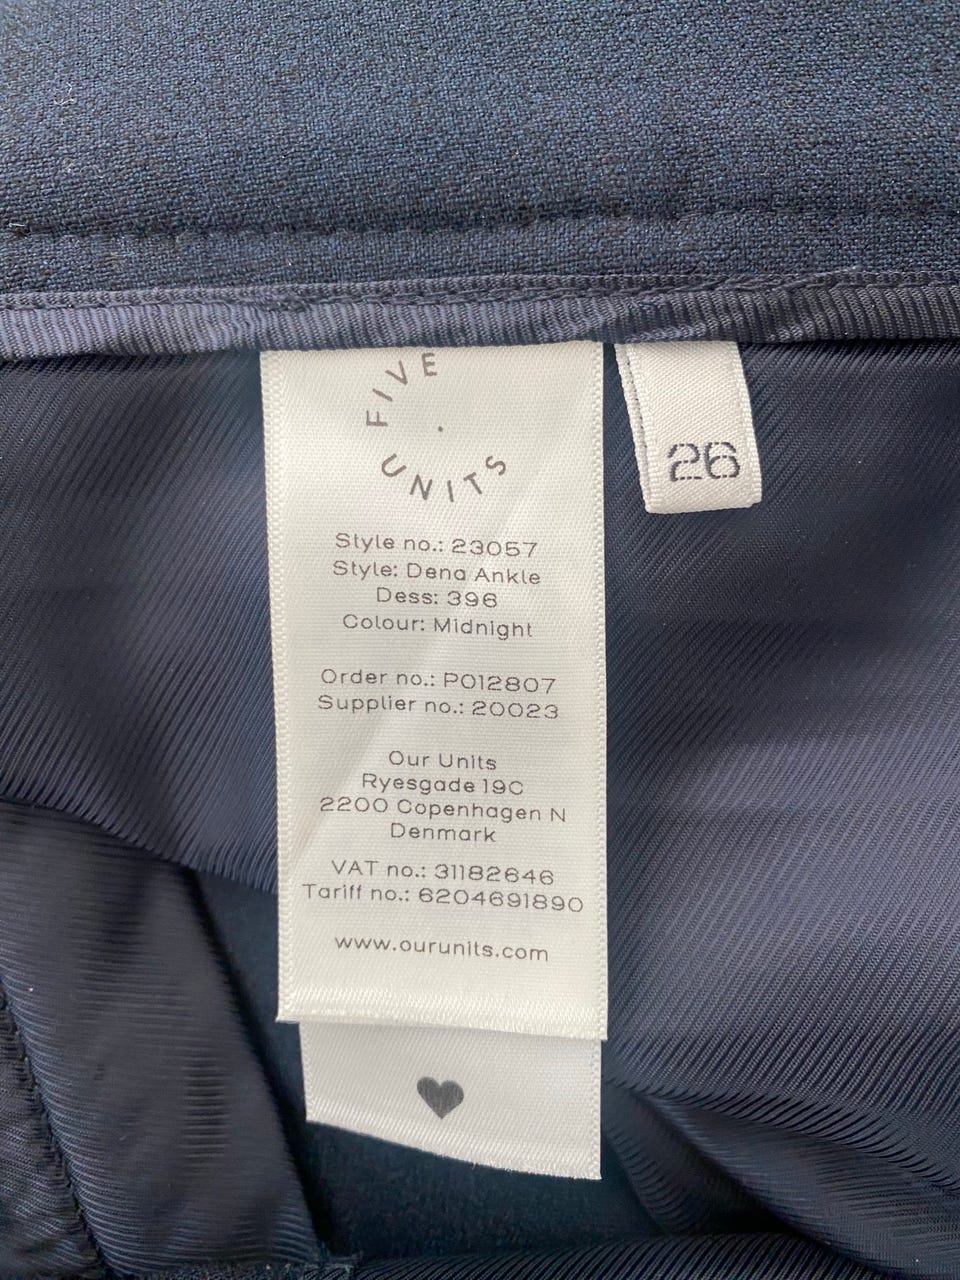 FIVE
UNITS
26
Style no.: 23057
Style: Dena Ankle
Dess: 396
Colour: Midnight
Order no.: PO12807
Supplier no.: 20023
Our Units
Ryesgade 19C
2200 Copenhagen N
Denmark
VAT no.: 31182646
Tariff no.: 6204691890
www.ourunits.com